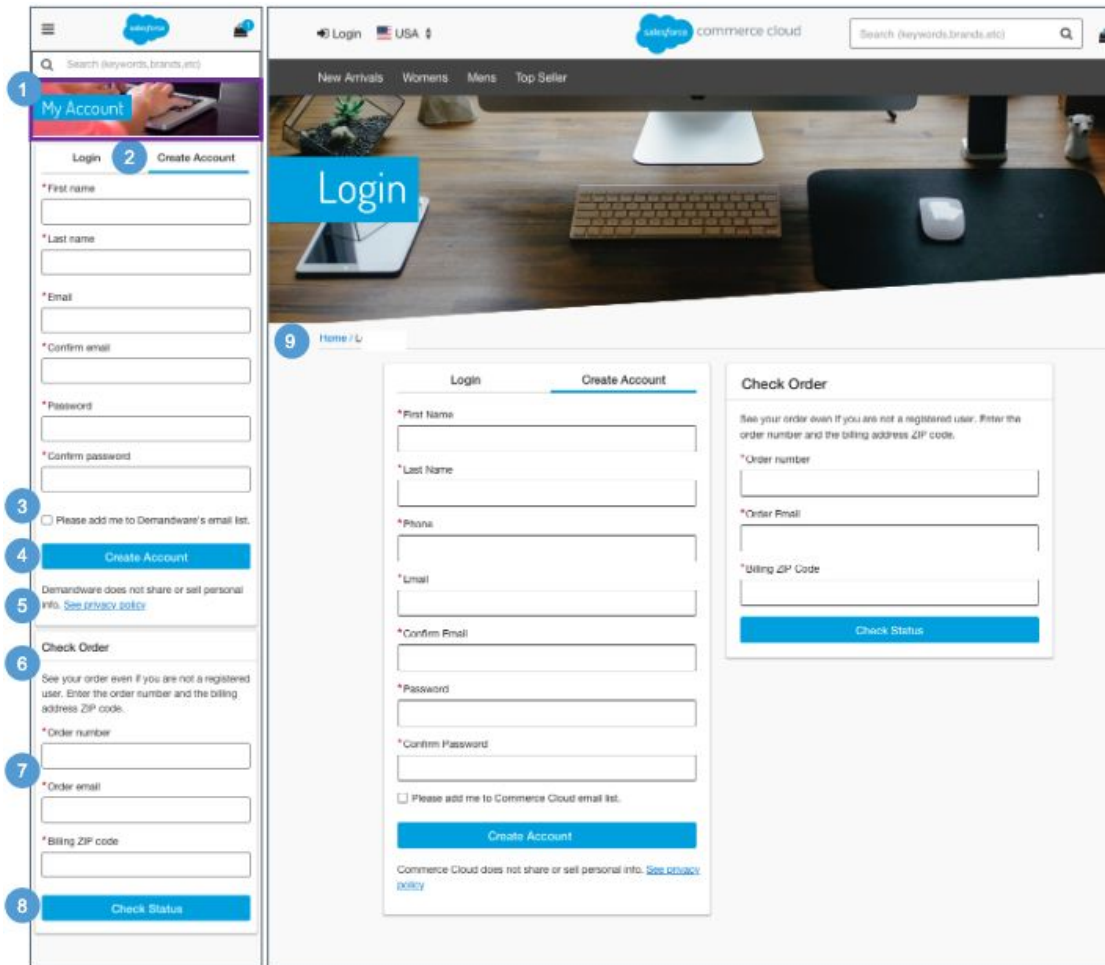 salesforce
1
Search (keywords,brands,etc)
1
My Account
Login
2
Create Account
*First name
*Last name
*Email
*Confirm email
*Password
*Confirm password
3
Please add me to Demandware's email list.
4
Create Account
Demandware does not share or sell personal
5
info. See privacy policy
Check Order
6
See your order even if you are not a registered
user. Enter the order number and the billing
address ZIP code.
*Order number
7
*Order email
*Billing ZIP code
8
Check Status
Login
USA
salesforce commerce cloud
Search (keywords,brands,etc)
New Arrivals Womens Mens Top Seller
Login
9
Home /
Login
Create Account
*First Name
*Last Name
*Phone
*Email
*Confirm Email
*Password
*Confirm Password
Please add me to Commerce Cloud email list.
Create Account
Commerce Cloud does not share or sell personal info. See privacy
policy
Check Order
See your order even if you are not a registered user. Enter the
order number and the billing address ZIP code.
*Order number
*Order Email
*Billing ZIP Code
Check Status